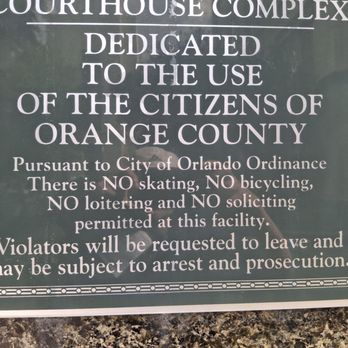 COURTHOUSE COMPLEX
DEDICATED
TO THE USE
OF THE CITIZENS OF
ORANGE COUNTY
Pursuant to City of Orlando Ordinance
There is NO skating, NO bicycling,
NO loitering and NO soliciting
permitted at this facility.
Violators will be requested to leave and
may be subject to arrest and prosecution.